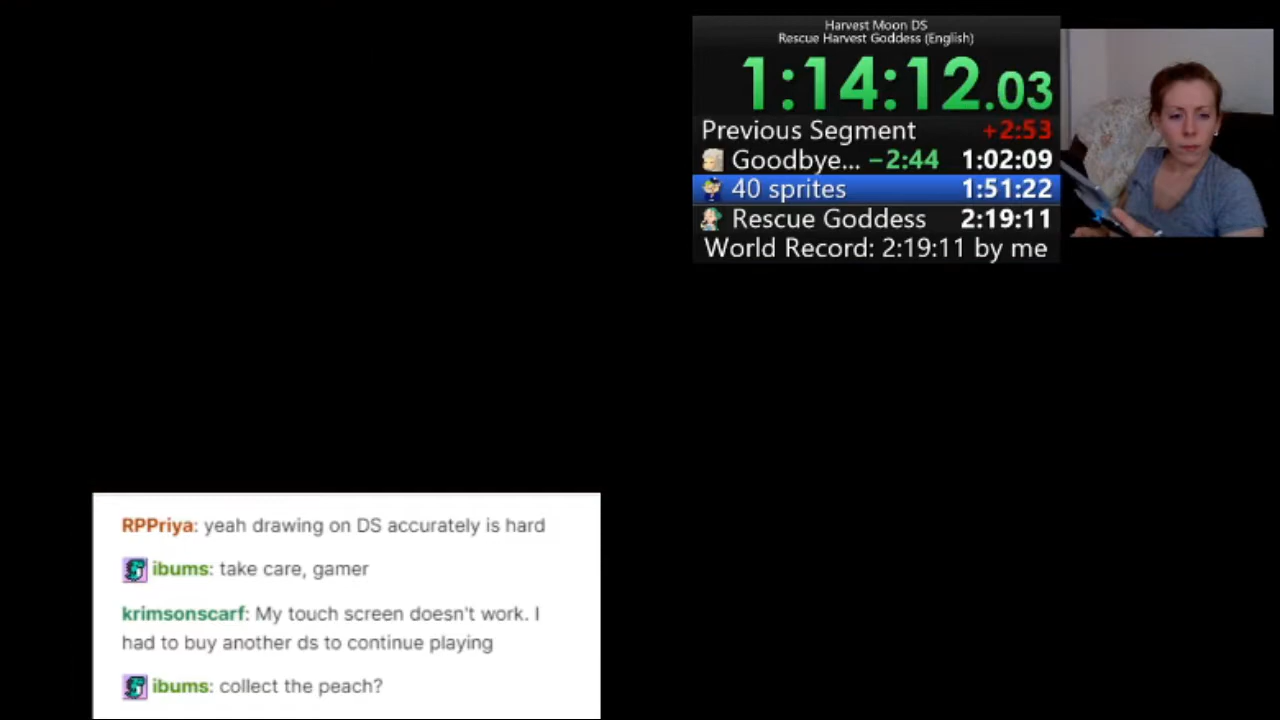 Harvest Moon DS
Rescue Harvest Goddess (English)
1:14:12.03
Previous Segment +2:53
Goodbye... -2:44 1:02:09
40 sprites 1:51:22
Rescue Goddess 2:19:11
World Record: 2:19:11 by me
RPPriya: yeah drawing on DS accurately is hard
ibums: take care, gamer
krimsonscarf: My touch screen doesn't work. I
had to buy another ds to continue playing
ibums: collect the peach?